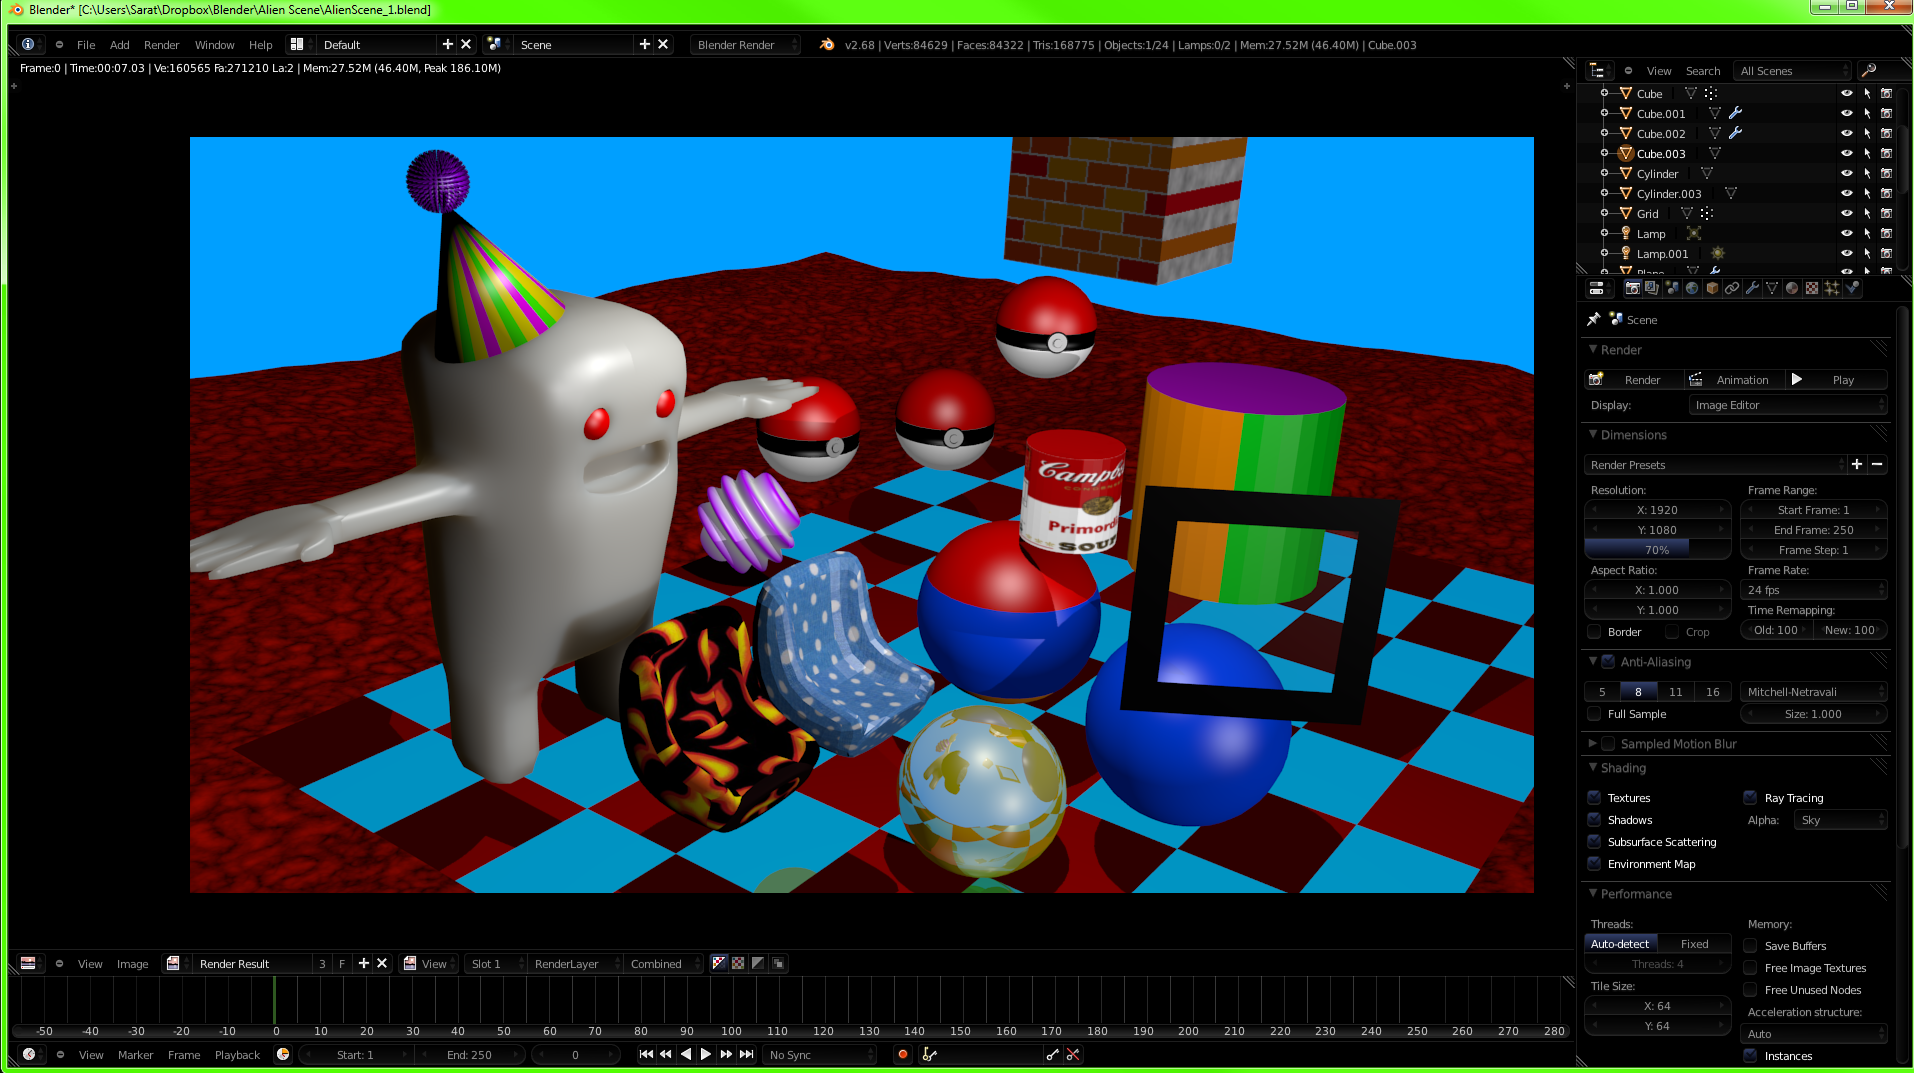 Blender* [C:\Users\Sarat\Dropbox\Blender\Alien Scene\AlienScene_1.blend]
File Add Render Window Help Default Scene Blender Render v2.68 | Verts:84629 | Faces:84322 | Tris:168775 | Objects:1/24 | Lamps:0/2 | Mem:27.52M (46.40M) | Cube.003
Frame:0 | Time:00:07.03 | Ve:160565 Fa:271210 La:2 | Mem:27.52M (46.40M, Peak 186.10M)
View Search All Scenes
Cube
Cube.001
Cube.002
Cube.003
Cylinder
Cylinder.003
Grid
Lamp
Lamp.001
Plane
Scene
Render
Render Animation Play
Display: Image Editor
Dimensions
Render Presets
Resolution: Frame Range:
X: 1920 Start Frame: 1
Y: 1080 End Frame: 250
70% Frame Step: 1
Aspect Ratio: Frame Rate:
X: 1.000 24 fps
Y: 1.000 Time Remapping:
Border Crop Old: 100 New: 100
Anti-Aliasing
5 8 11 16 Mitchell-Netravali
Full Sample Size: 1.000
Sampled Motion Blur
Shading
Textures Ray Tracing
Shadows Alpha: Sky
Subsurface Scattering
Environment Map
Performance
Threads: Memory:
Auto-detect Fixed Save Buffers
Threads: 4 Free Image Textures
Tile Size: Free Unused Nodes
X: 64 Acceleration structure:
Y: 64 Auto
Instances
Campb
CONDENSED
Primordi
SOUP
View Image Render Result 3 F View Slot 1 RenderLayer Combined
-50 -40 -30 -20 -10 0 10 20 30 40 50 60 70 80 90 100 110 120 130 140 150 160 170 180 190 200 210 220 230 240 250 260 270 280
View Marker Frame Playback Start: 1 End: 250 0 No Sync